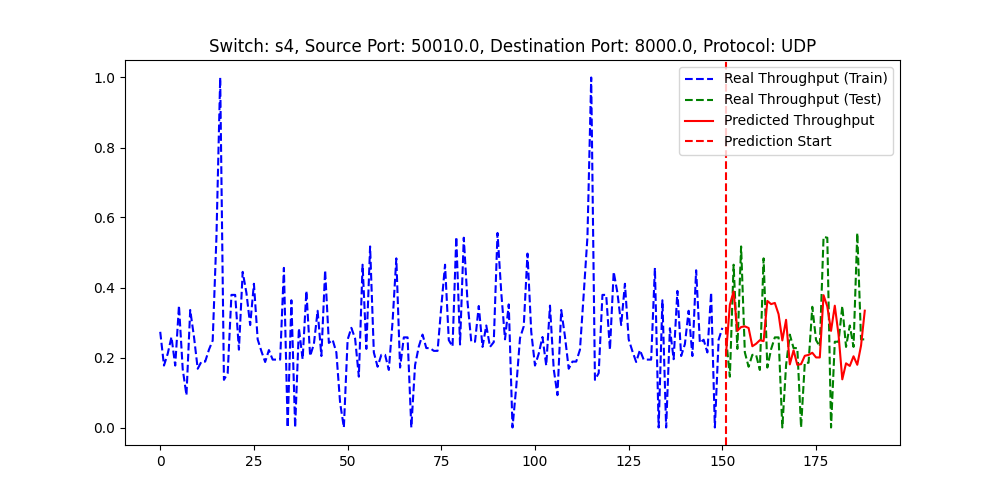 Switch: s4, Source Port: 50010.0, Destination Port: 8000.0, Protocol: UDP
Real Throughput (Train)
Real Throughput (Test)
Predicted Throughput
Prediction Start
1.0
0.8
0.6
0.4
0.2
0.0
0 25 50 75 100 125 150 175